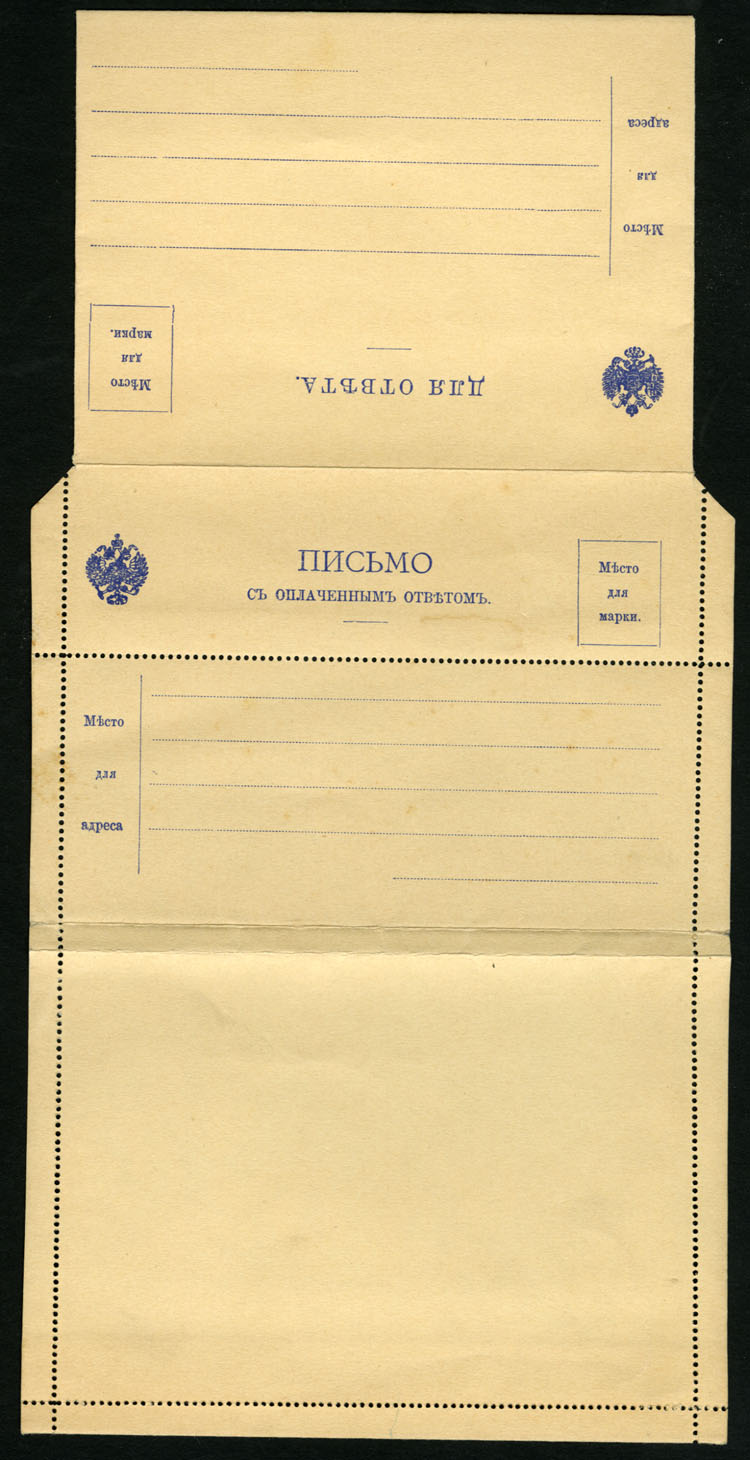 ДЛЯ ОТВѢТА.
Мѣсто
для
марки.
Мѣсто
для
адреса
ПИСЬМО
СЪ ОПЛАЧЕННЫМЪ ОТВѢТОМЪ.
Мѣсто
для
марки.
Мѣсто
для
адреса